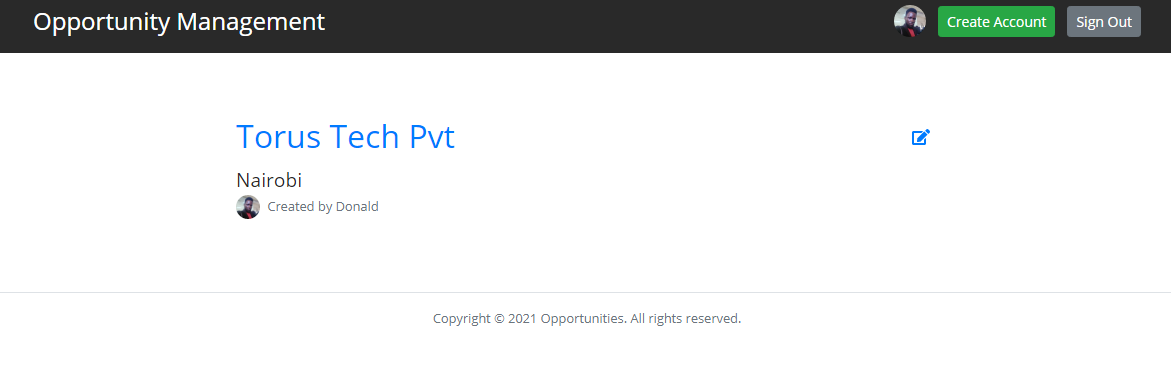 Opportunity Management
Create Account
Sign Out
Torus Tech Pvt
Nairobi
Created by Donald
Copyright © 2021 Opportunities. All rights reserved.